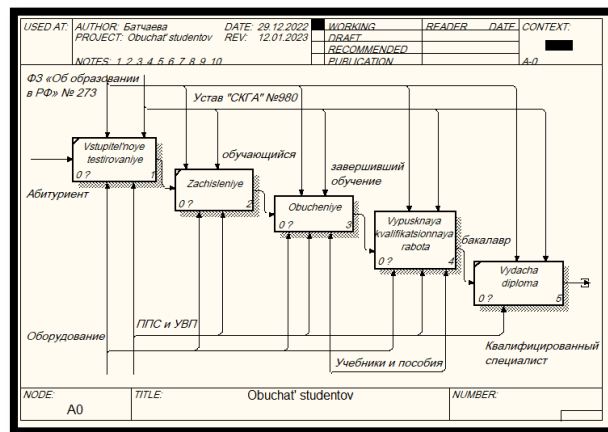 USED AT:
AUTHOR: Батчаева
DATE: 29.12.2022
PROJECT: Obuchat' studentov
REV: 12.01.2023
NOTES: 1 2 3 4 5 6 7 8 9 10
WORKING
DRAFT
RECOMMENDED
PUBLICATION
READER
DATE
CONTEXT:
A-0
ФЗ «Об образовании
в РФ» № 273
Устав "СКГА" №980
Vstupitel'noye
testirovaniye
0 ?
1
Абитуриент
обучающийся
Zachisleniye
0 ?
2
завершивший
обучение
Obucheniye
0 ?
3
Vypusknaya
kvalifikatsionnaya
rabota
0 ?
4
бакалавр
Vydacha
diploma
0 ?
5
ППС и УВП
Оборудование
Учебники и пособия
Квалифицированный
специалист
NODE:
A0
TITLE:
Obuchat' studentov
NUMBER: